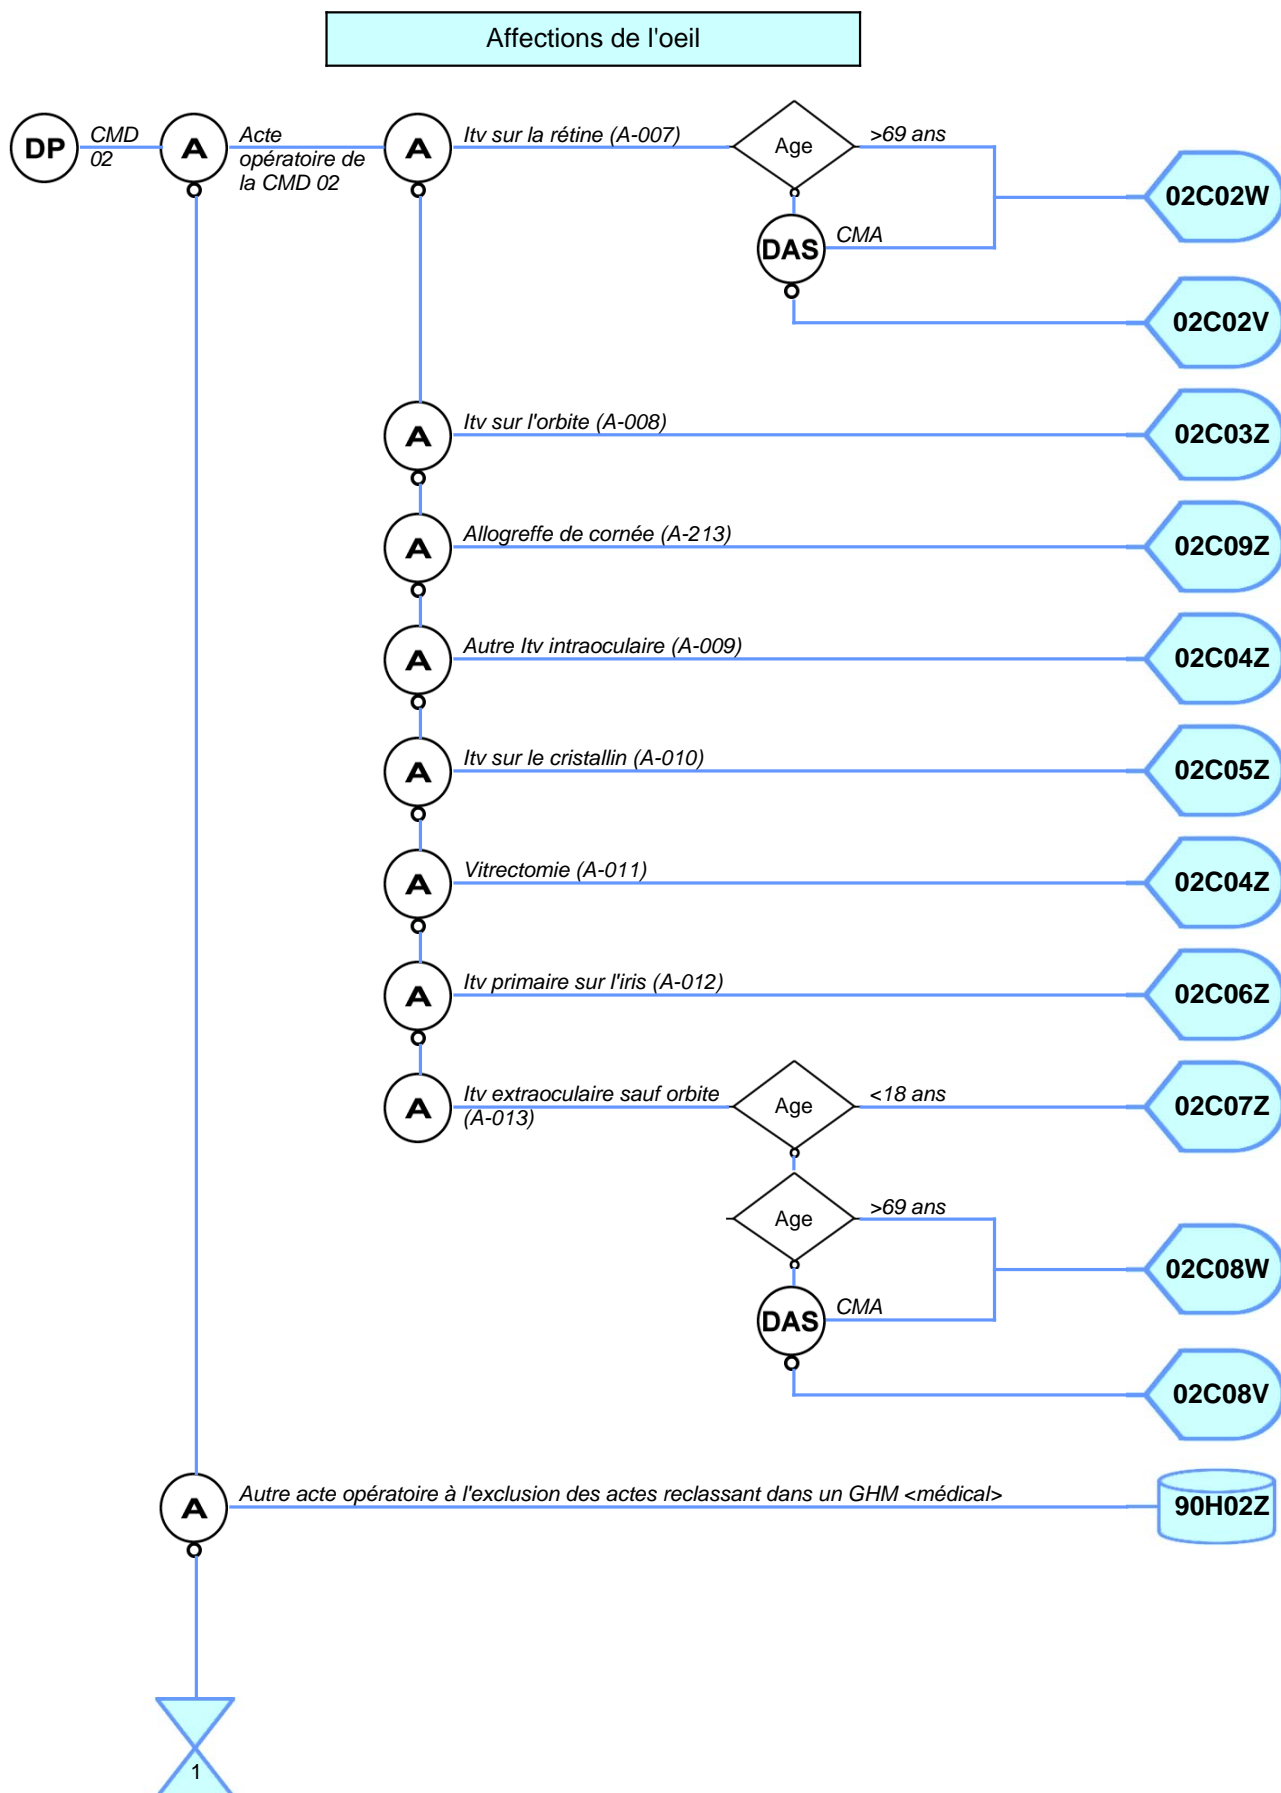 Affections de l'oeil
DP
CMD
02
A
Acte
opératoire de
la CMD 02
A
Itv sur la rétine (A-007)
Age
>69 ans
02C02W
DAS
CMA
02C02V
A
Itv sur l'orbite (A-008)
02C03Z
A
Allogreffe de cornée (A-213)
02C09Z
A
Autre Itv intraoculaire (A-009)
02C04Z
A
Itv sur le cristallin (A-010)
02C05Z
A
Vitrectomie (A-011)
02C04Z
A
Itv primaire sur l'iris (A-012)
02C06Z
A
Itv extraoculaire sauf orbite
(A-013)
Age
<18 ans
02C07Z
Age
>69 ans
02C08W
DAS
CMA
02C08V
A
Autre acte opératoire à l'exclusion des actes reclassant dans un GHM <médical>
90H02Z
1